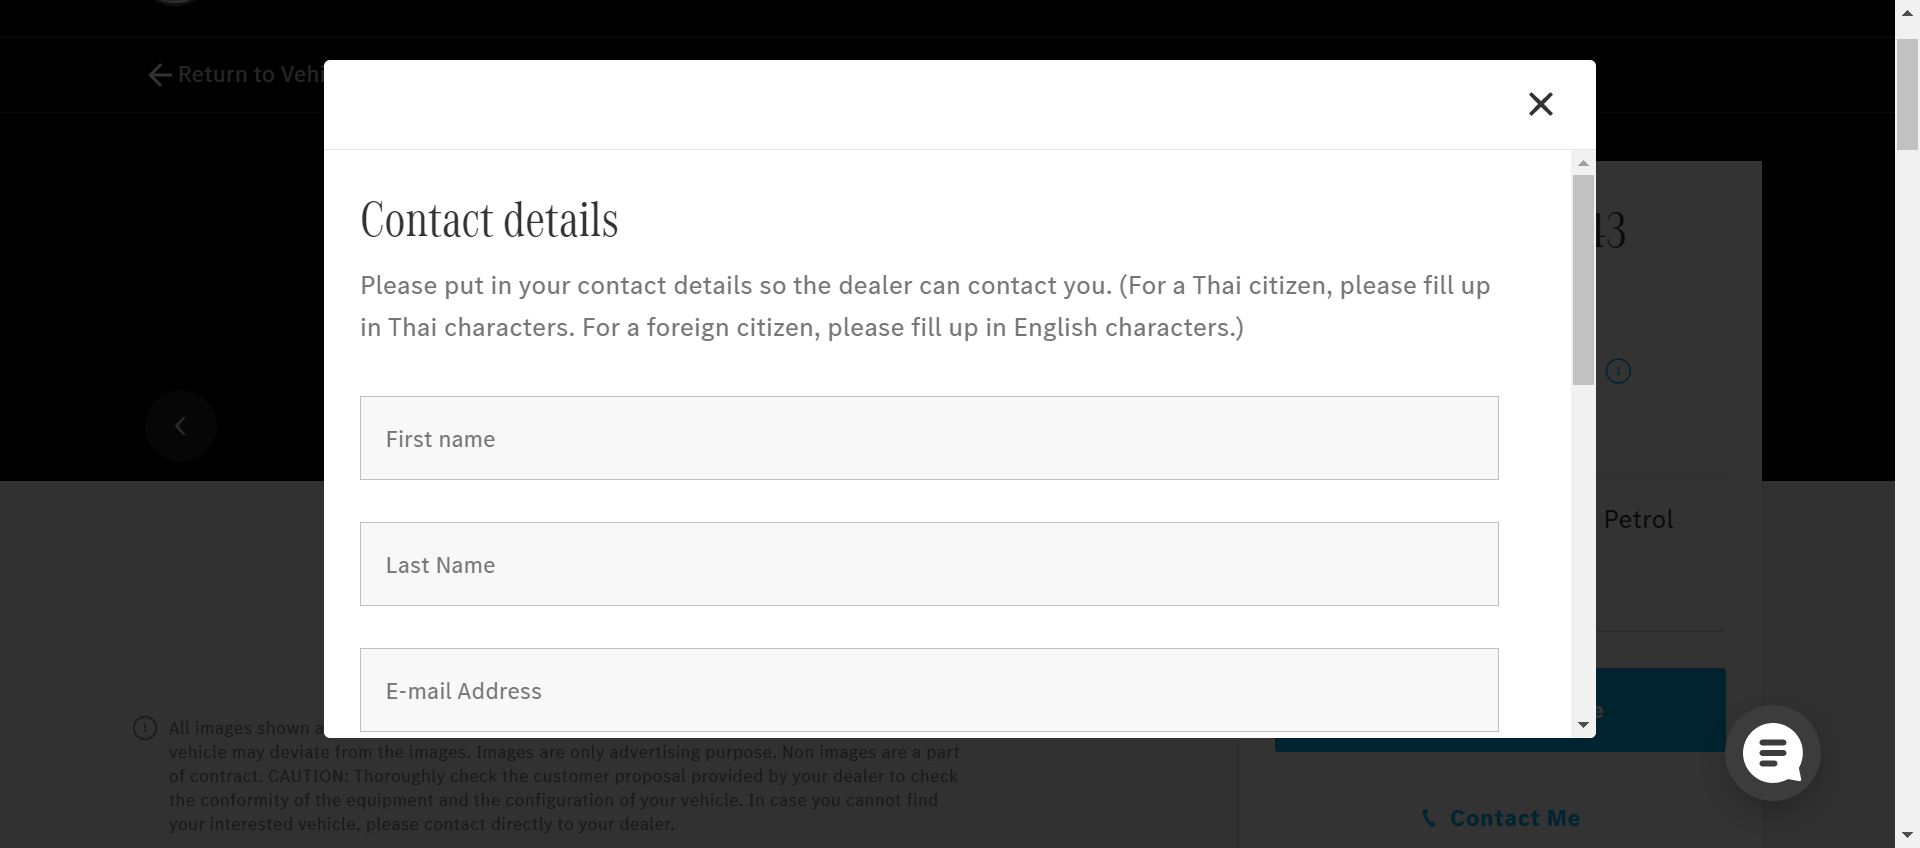 Return to
Contact details
Please put in your contact details so the dealer can contact you. (For a Thai citizen, please fill up
in Thai characters. For a foreign citizen, please fill up in English characters.)
First name
Last Name
E-mail Address
43
Petrol
All images shown
vehicle may deviate from the images. Images are only advertising purpose. Non images are a part
of contract. CAUTION: Thoroughly check the customer proposal provided by your dealer to check
the conformity of the equipment and the configuration of your vehicle. In case you cannot find
your interested vehicle, please contact directly to your dealer.
Contact Me